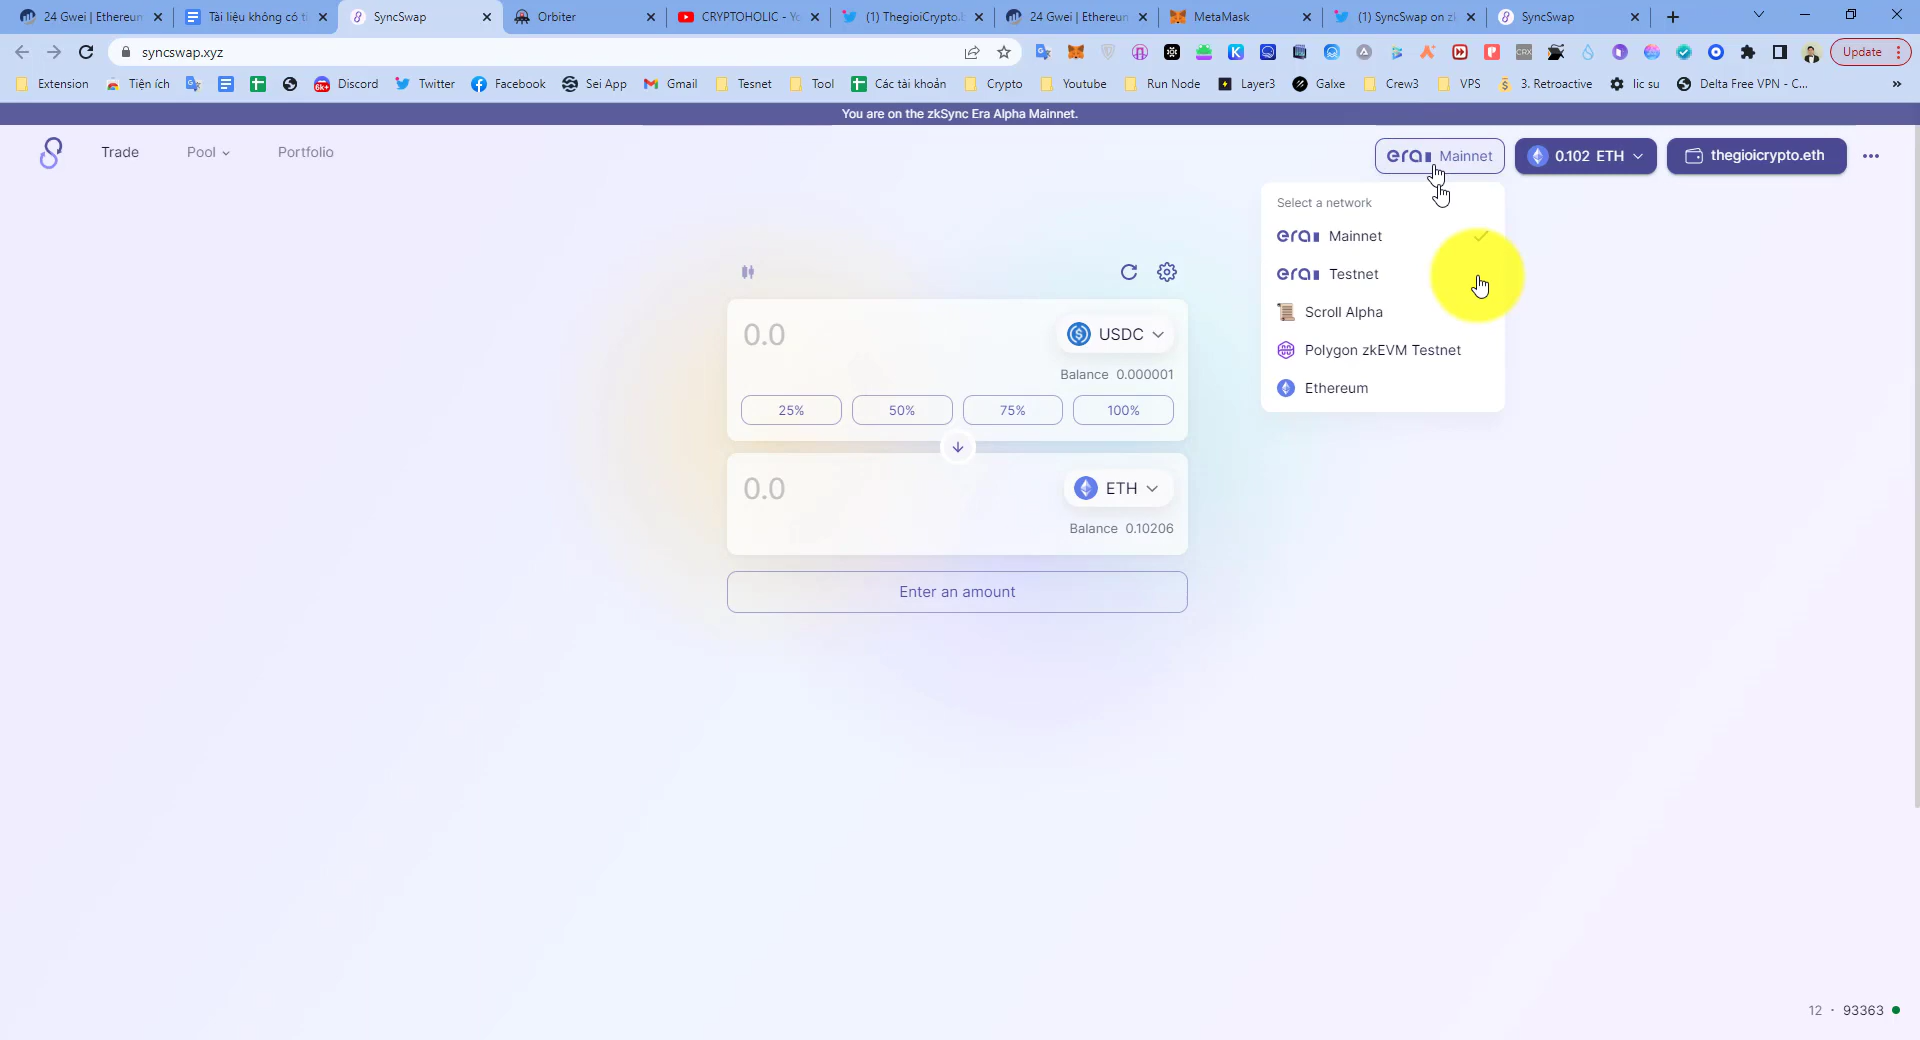 24 Gwei | Ethereum
Tài liệu không có ti
SyncSwap
Orbiter
CRYPTOHOLIC - Yo
(1) ThegioiCrypto.
24 Gwei | Ethereum
MetaMask
(1) SyncSwap on zk
SyncSwap
syncswap.xyz
Update
Extension
Tiện ích
6k+
Discord
Twitter
Facebook
Sei App
Gmail
Tesnet
Tool
Các tài khoản
Crypto
Youtube
Run Node
Layer3
Galxe
Crew3
VPS
3. Retroactive
lic su
Delta Free VPN - C...
You are on the zkSync Era Alpha Mainnet.
Trade
Pool
Portfolio
era Mainnet
0.102 ETH
thegioicrypto.eth
Select a network
era Mainnet
era Testnet
Scroll Alpha
Polygon zkEVM Testnet
Ethereum
0.0
USDC
Balance 0.000001
25%
50%
75%
100%
0.0
ETH
Balance 0.10206
Enter an amount
12 · 93363